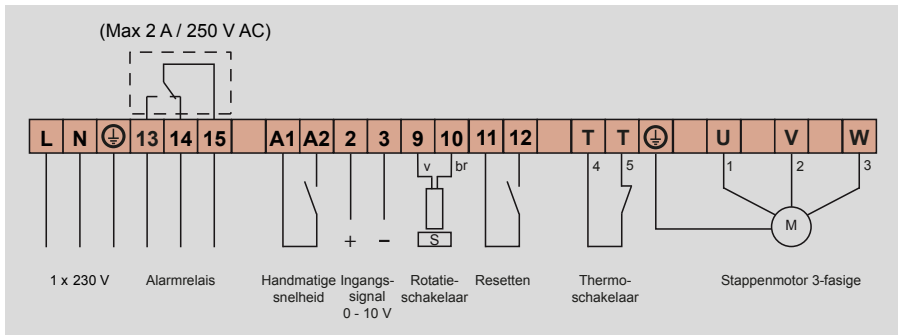 (Max 2 A / 250 V AC)
L N 13 14 15 A1 A2 2 3 9 10 11 12 T T U V W
v br 4 5 1 2 3
M
+ − S
1 x 230 V Alarmrelais Handmatige Ingangs- Rotatie- Resetten Thermo- Stappenmotor 3-fasige
snelheid signal schakelaar schakelaar
0 - 10 V